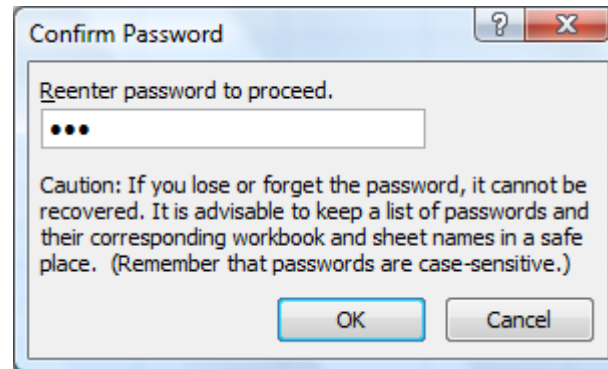 Confirm Password
Reenter password to proceed.
•••
Caution: If you lose or forget the password, it cannot be
recovered. It is advisable to keep a list of passwords and
their corresponding workbook and sheet names in a safe
place.  (Remember that passwords are case-sensitive.)
OK
Cancel